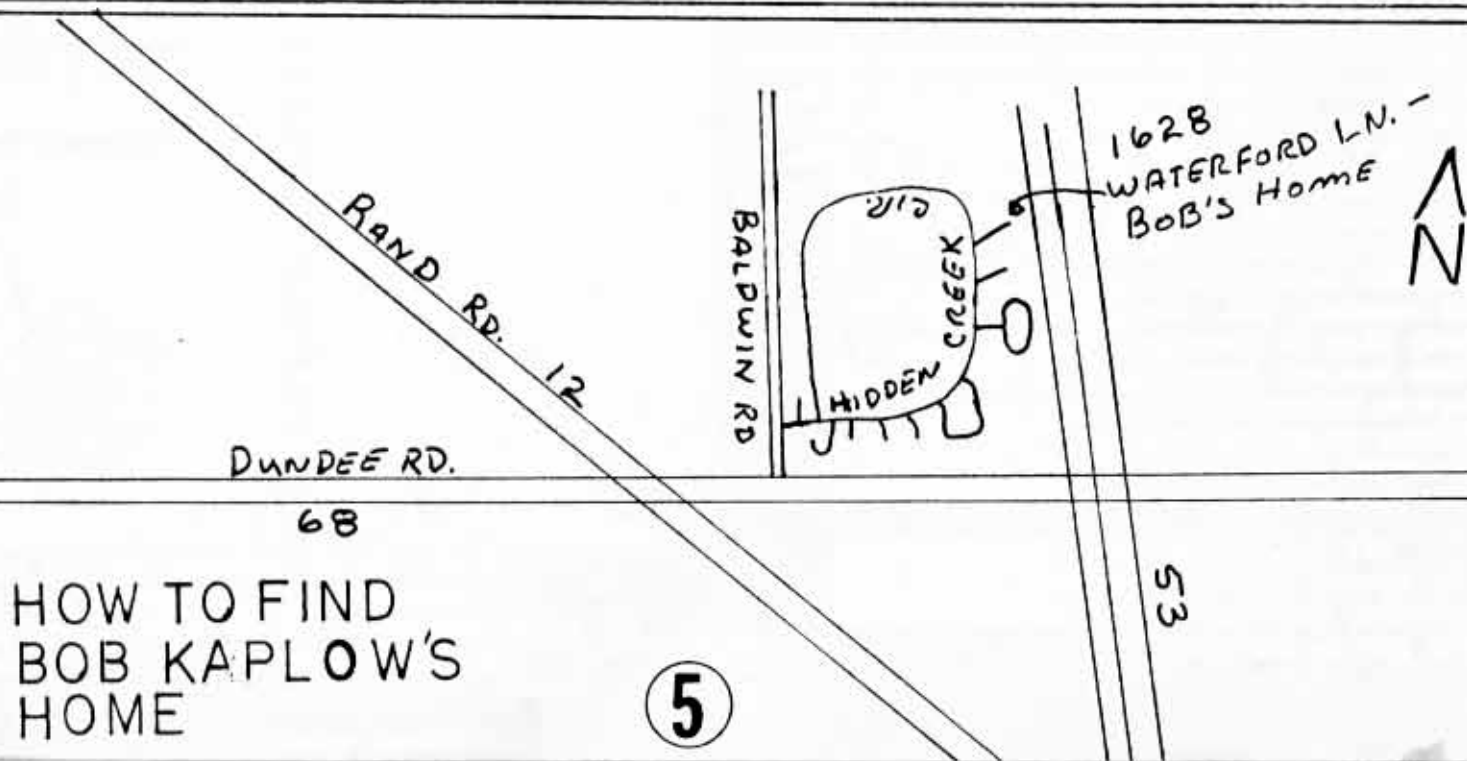 RAND RD. 12
BALDWIN RD
CIR.
HIDDEN CREEK
1628
WATERFORD LN. -
BOB'S HOME
N
DUNDEE RD.
68
53
HOW TO FIND
BOB KAPLOW'S
HOME
5